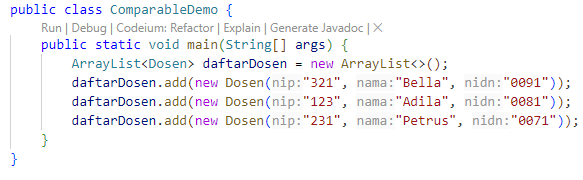 public class ComparableDemo {
Run | Debug | Codeium: Refactor | Explain | Generate Javadoc | ✕
public static void main(String[] args) {
ArrayList<Dosen> daftarDosen = new ArrayList<>();
daftarDosen.add(new Dosen(nip:"321", nama:"Bella", nidn:"0091"));
daftarDosen.add(new Dosen(nip:"123", nama:"Adila", nidn:"0081"));
daftarDosen.add(new Dosen(nip:"231", nama:"Petrus", nidn:"0071"));
}
}